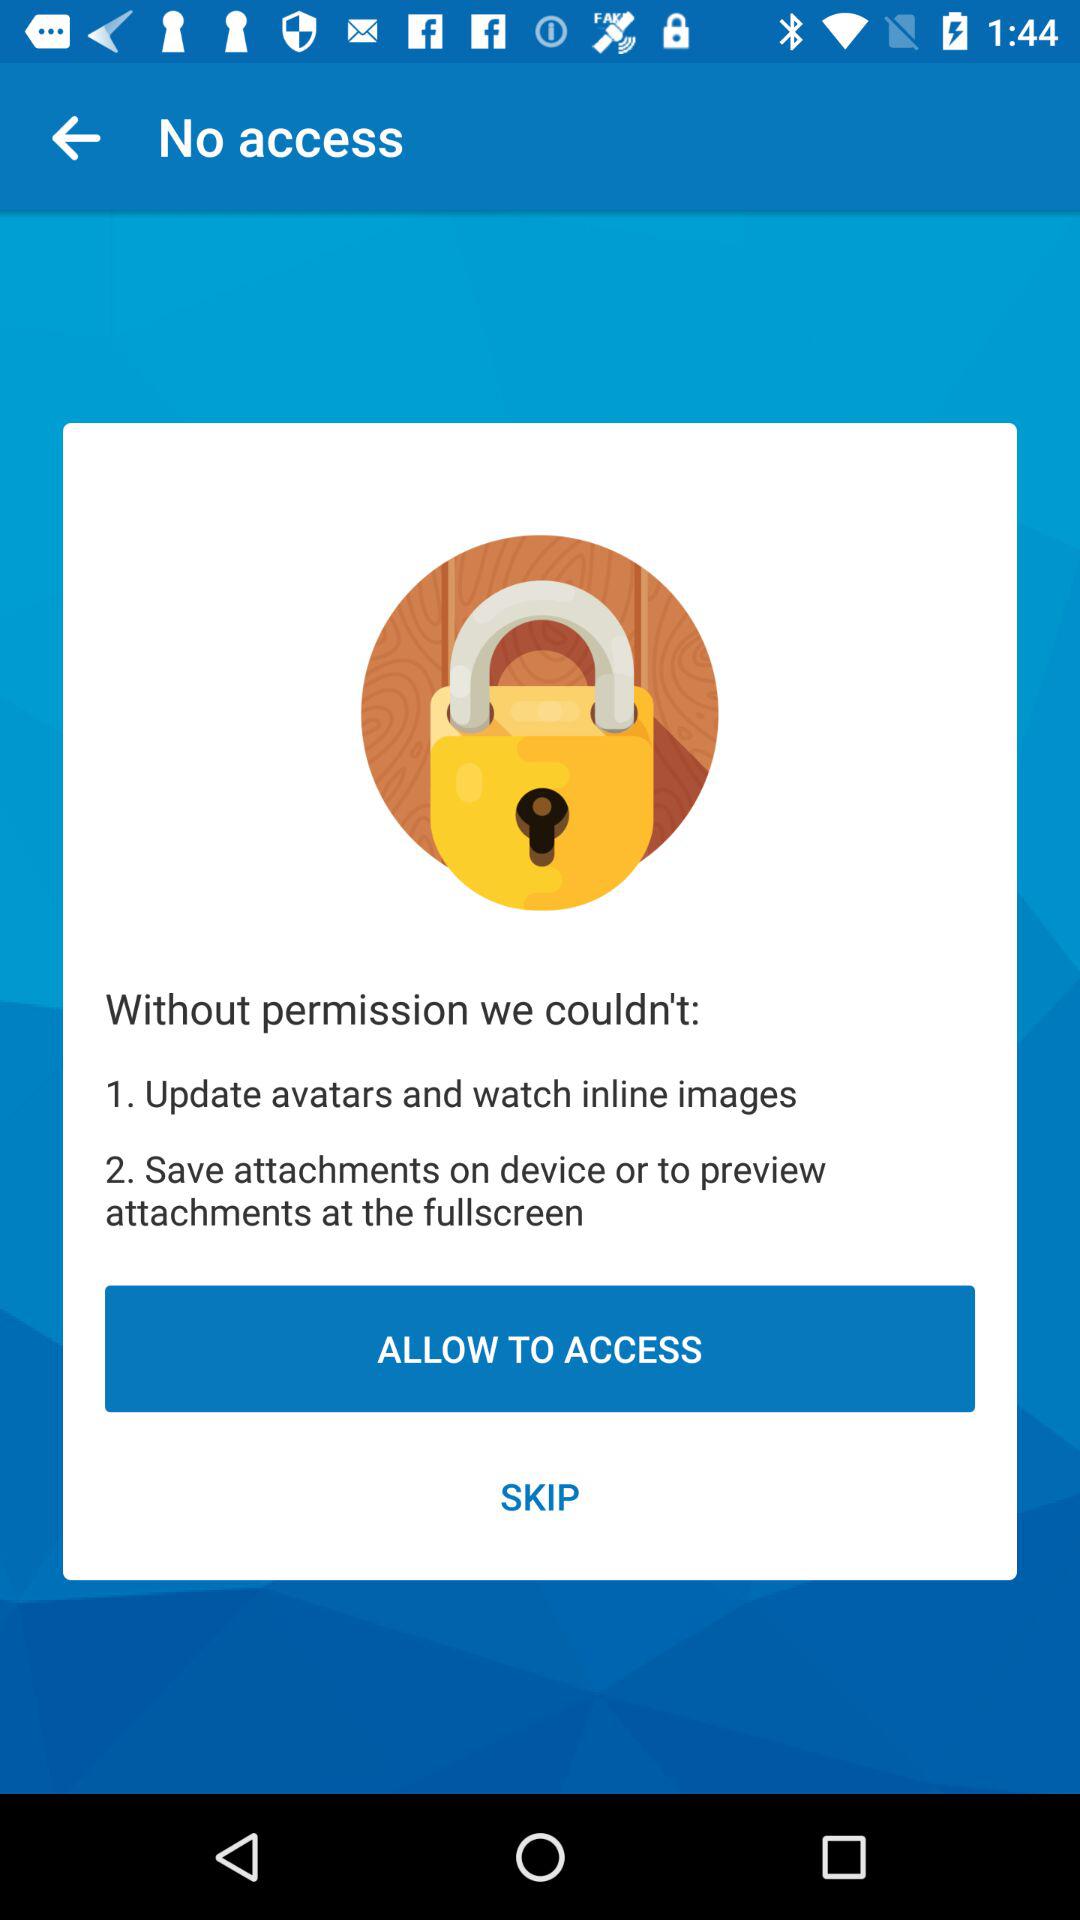 FAKE
1:44
No access
Without permission we couldn't:
1. Update avatars and watch inline images
2. Save attachments on device or to preview
attachments at the fullscreen
ALLOW TO ACCESS
SKIP